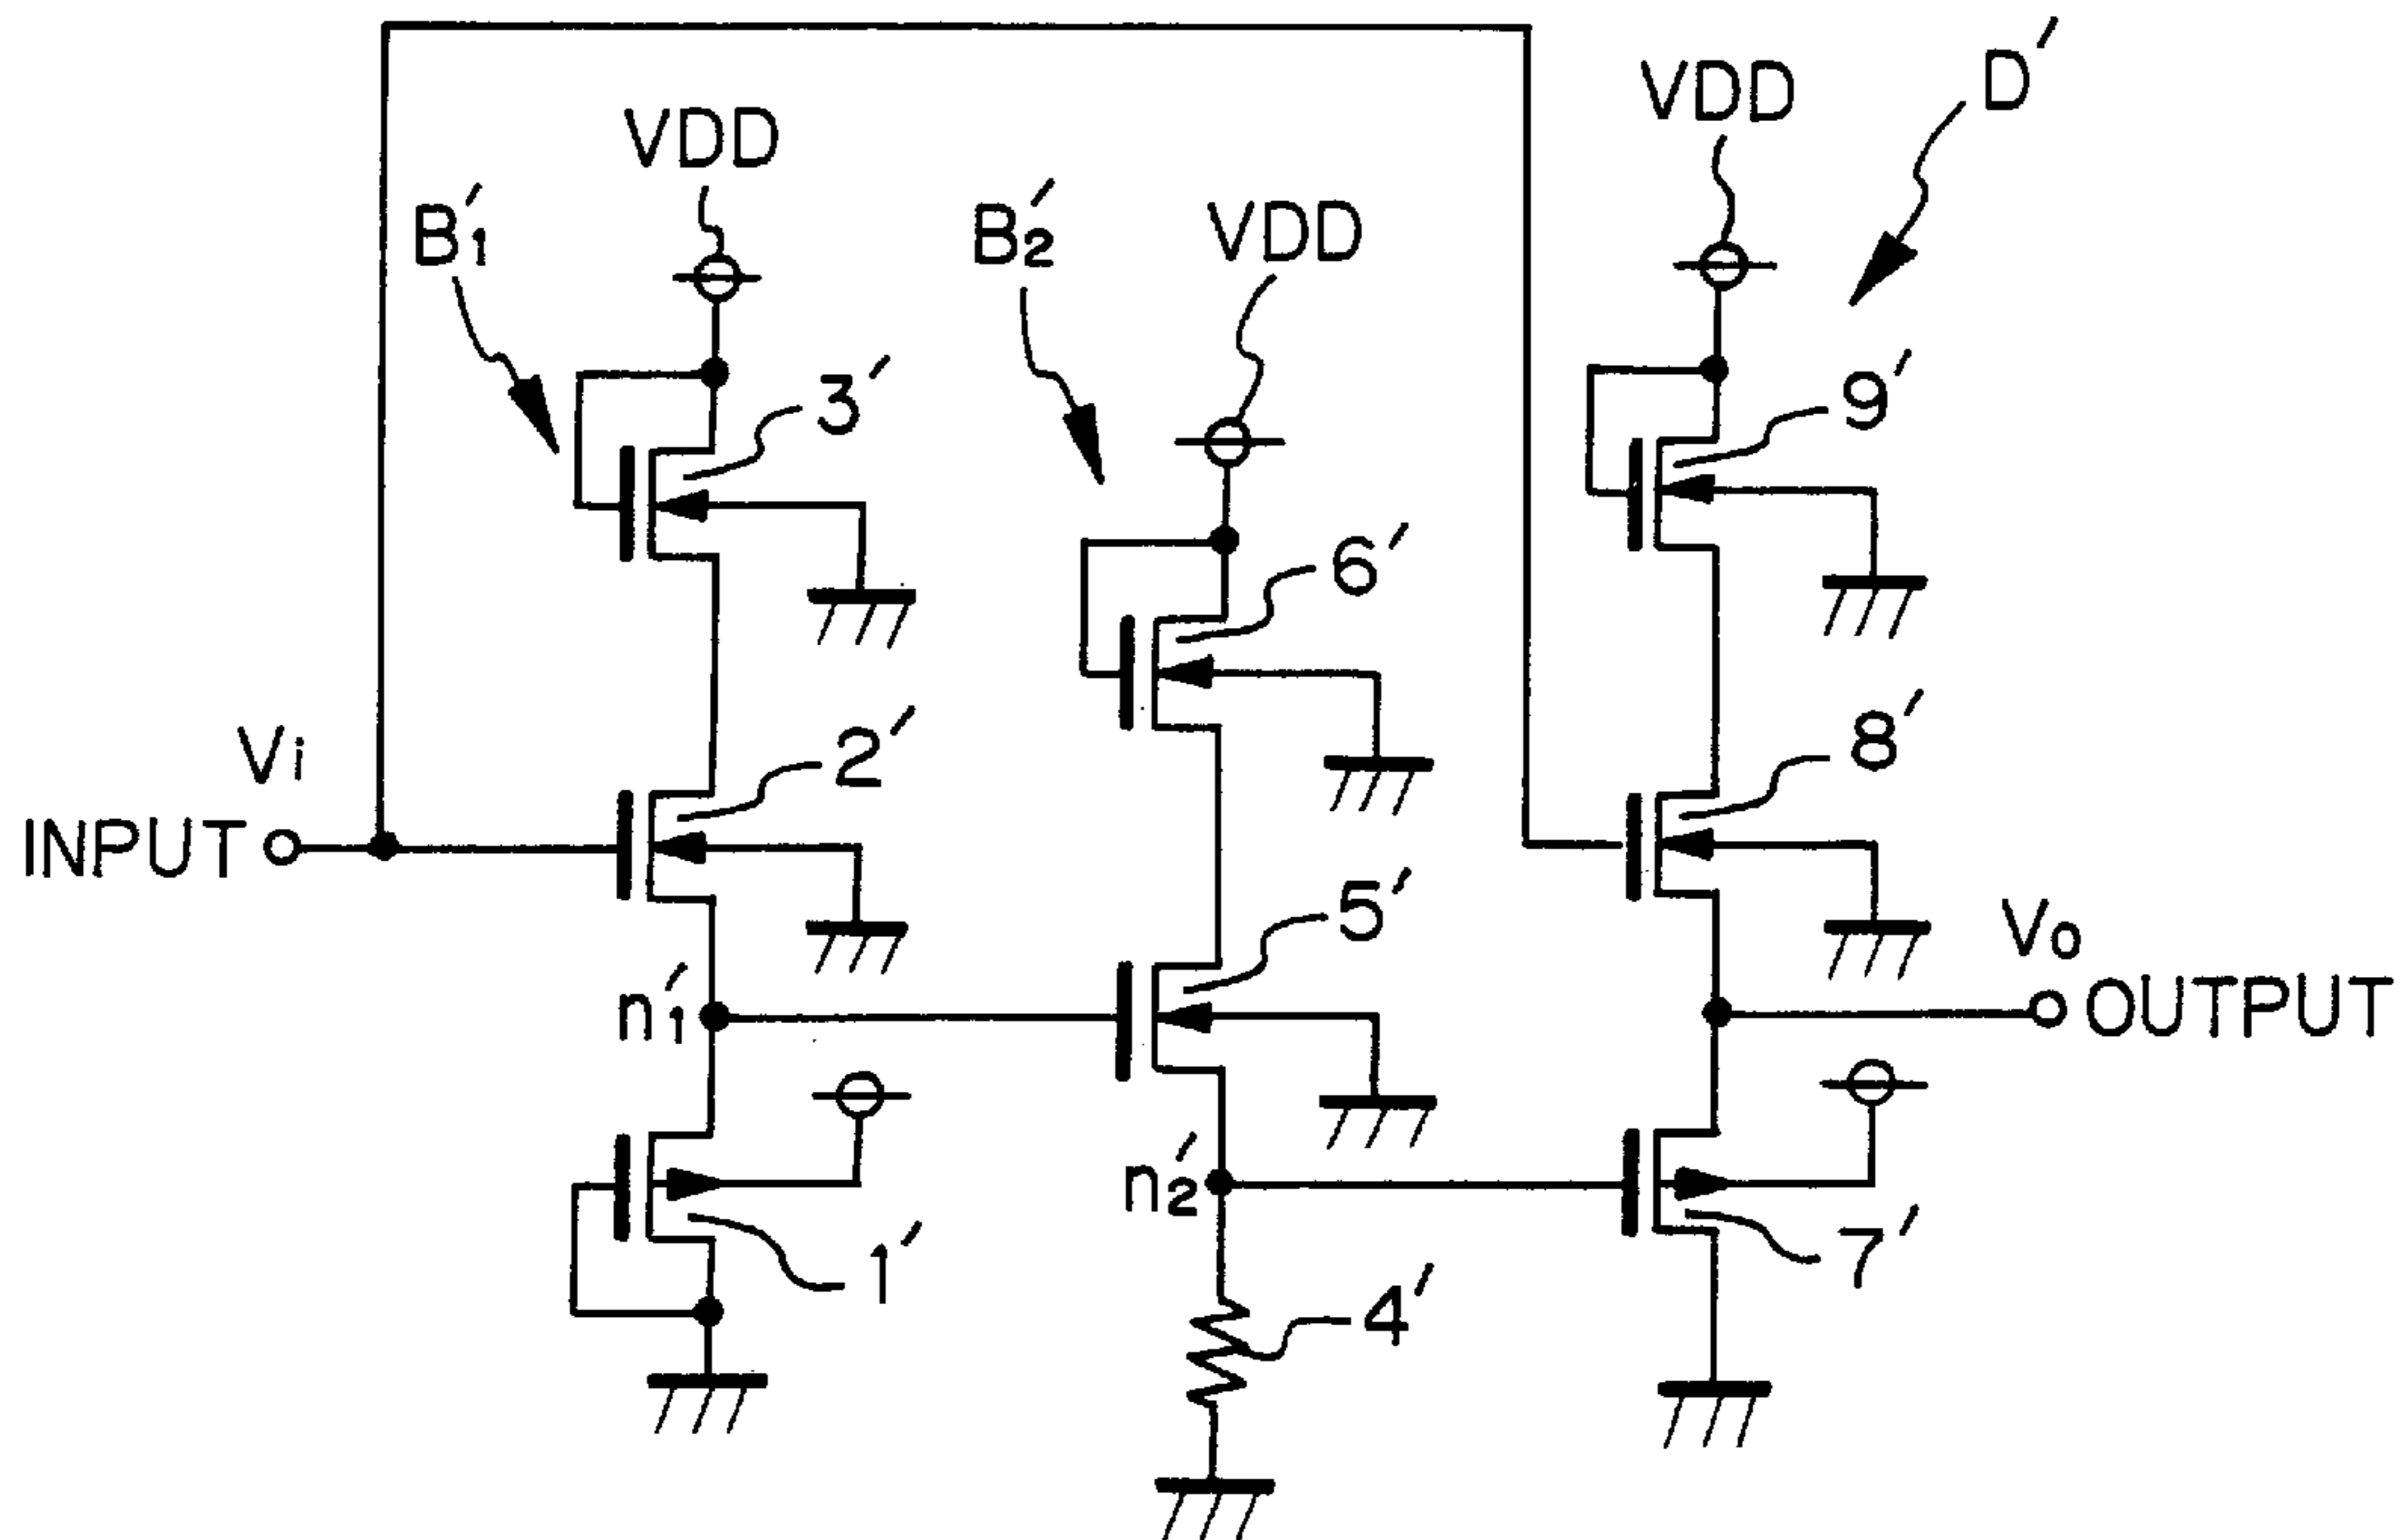 D′
VDD
VDD
B′1
B′2
VDD
3′
9′
6′
2′
8′
Vi
INPUT
5′
Vo
OUTPUT
n′1
n′2
1′
7′
4′